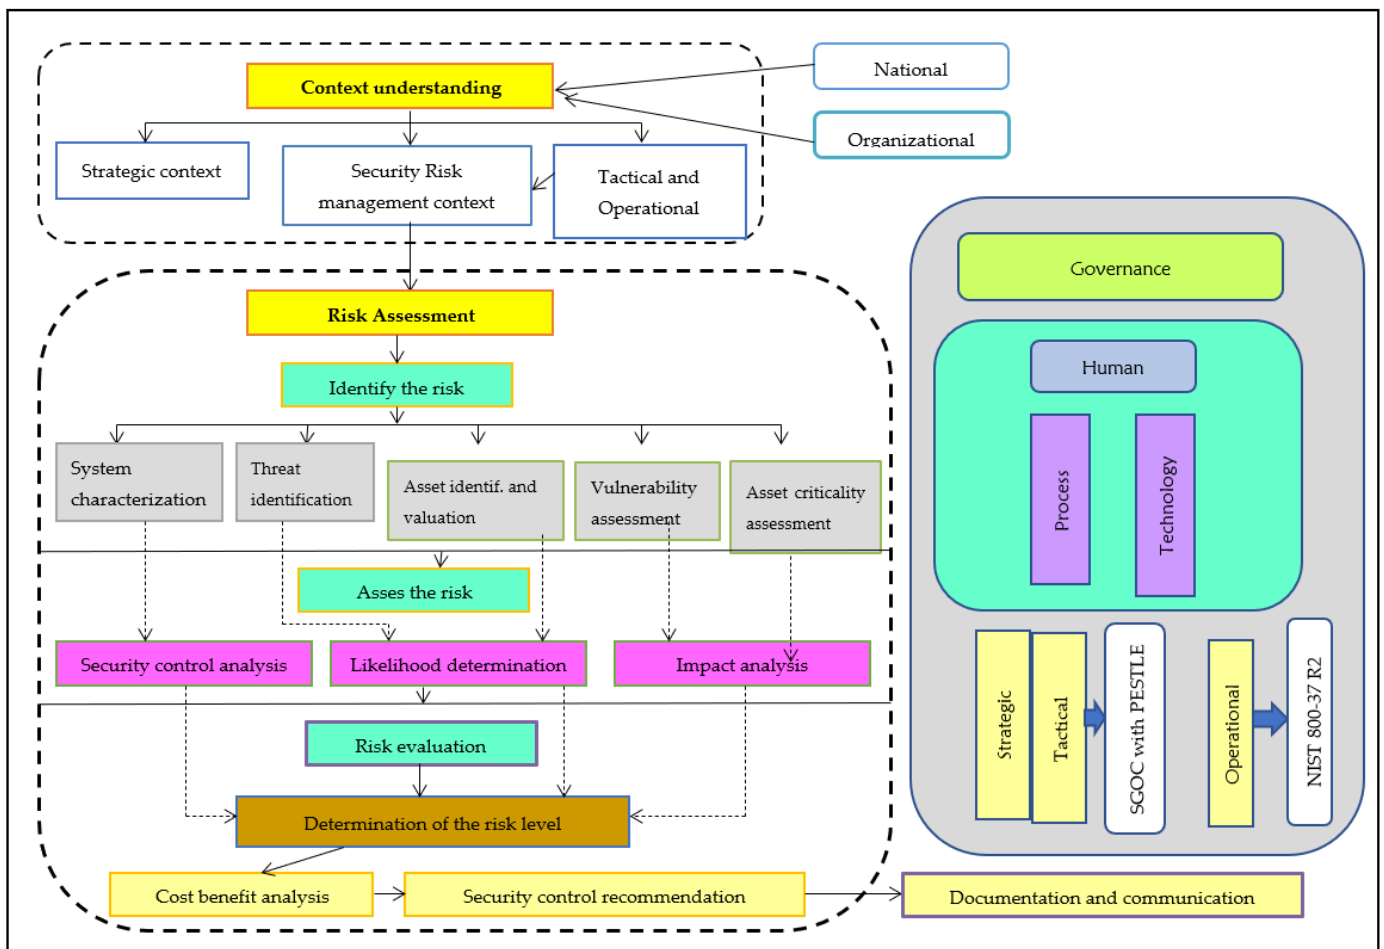 Context understanding
National
Organizational
Strategic context
Security Risk
management context
Tactical and
Operational
Risk Assessment
Identify the risk
System
characterization
Threat
identification
Asset identif. and
valuation
Vulnerability
assessment
Asset criticality
assessment
Asses the risk
Security control analysis
Likelihood determination
Impact analysis
Risk evaluation
Determination of the risk level
Cost benefit analysis
Security control recommendation
Documentation and communication
Governance
Human
Process
Technology
Strategic
Tactical
SGOC with PESTLE
Operational
NIST 800-37 R2